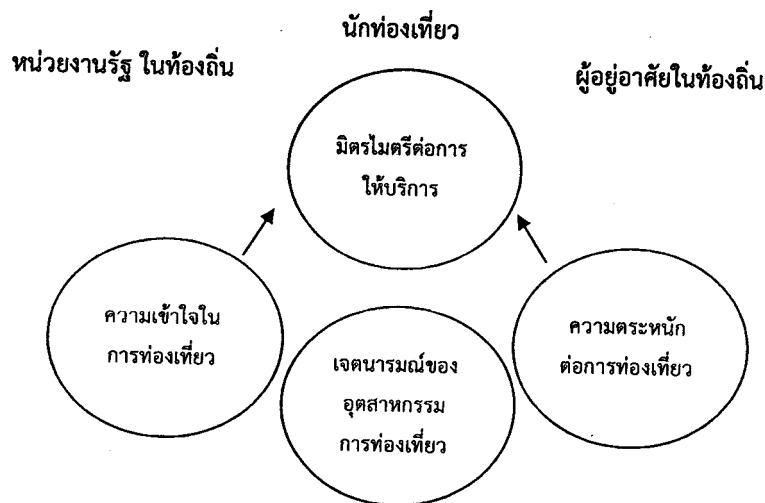 นักท่องเที่ยว
หน่วยงานรัฐ ในท้องถิ่น
ผู้อยู่อาศัยในท้องถิ่น
มิตรไมตรีต่อการ
ให้บริการ
ความเข้าใจใน
การท่องเที่ยว
เจตนารมณ์ของ
อุตสาหกรรม
การท่องเที่ยว
ความตระหนัก
ต่อการท่องเที่ยว